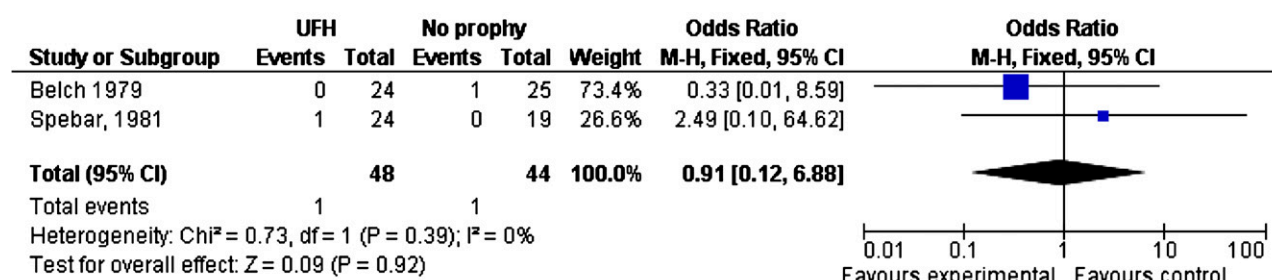 UFH No prophy Odds Ratio Odds Ratio
Study or Subgroup Events Total Events Total Weight M-H, Fixed, 95% CI M-H, Fixed, 95% CI
Belch 1979 0 24 1 25 73.4% 0.33 [0.01, 8.59]
Spebar, 1981 1 24 0 19 26.6% 2.49 [0.10, 64.62]
Total (95% CI) 48 44 100.0% 0.91 [0.12, 6.88]
Total events 1 1
Heterogeneity: Chi² = 0.73, df = 1 (P = 0.39); I² = 0%
Test for overall effect: Z = 0.09 (P = 0.92)
0.01 0.1 1 10 100
Favours experimental Favours control